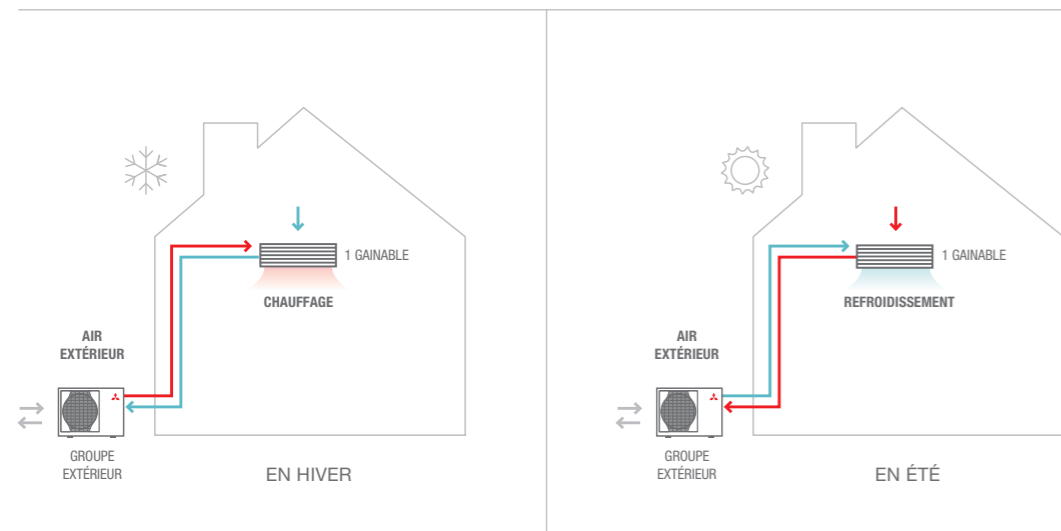 1 GAINABLE
CHAUFFAGE
AIR
EXTÉRIEUR
GROUPE
EXTÉRIEUR
EN HIVER
1 GAINABLE
REFROIDISSEMENT
AIR
EXTÉRIEUR
GROUPE
EXTÉRIEUR
EN ÉTÉ